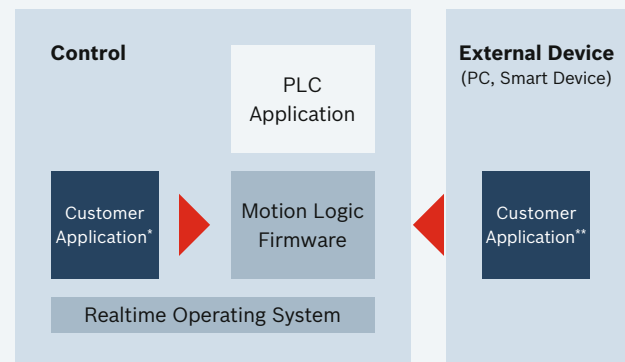 Control
PLC
Application
Customer
Application*
Motion Logic
Firmware
Realtime Operating System
External Device
(PC, Smart Device)
Customer
Application**